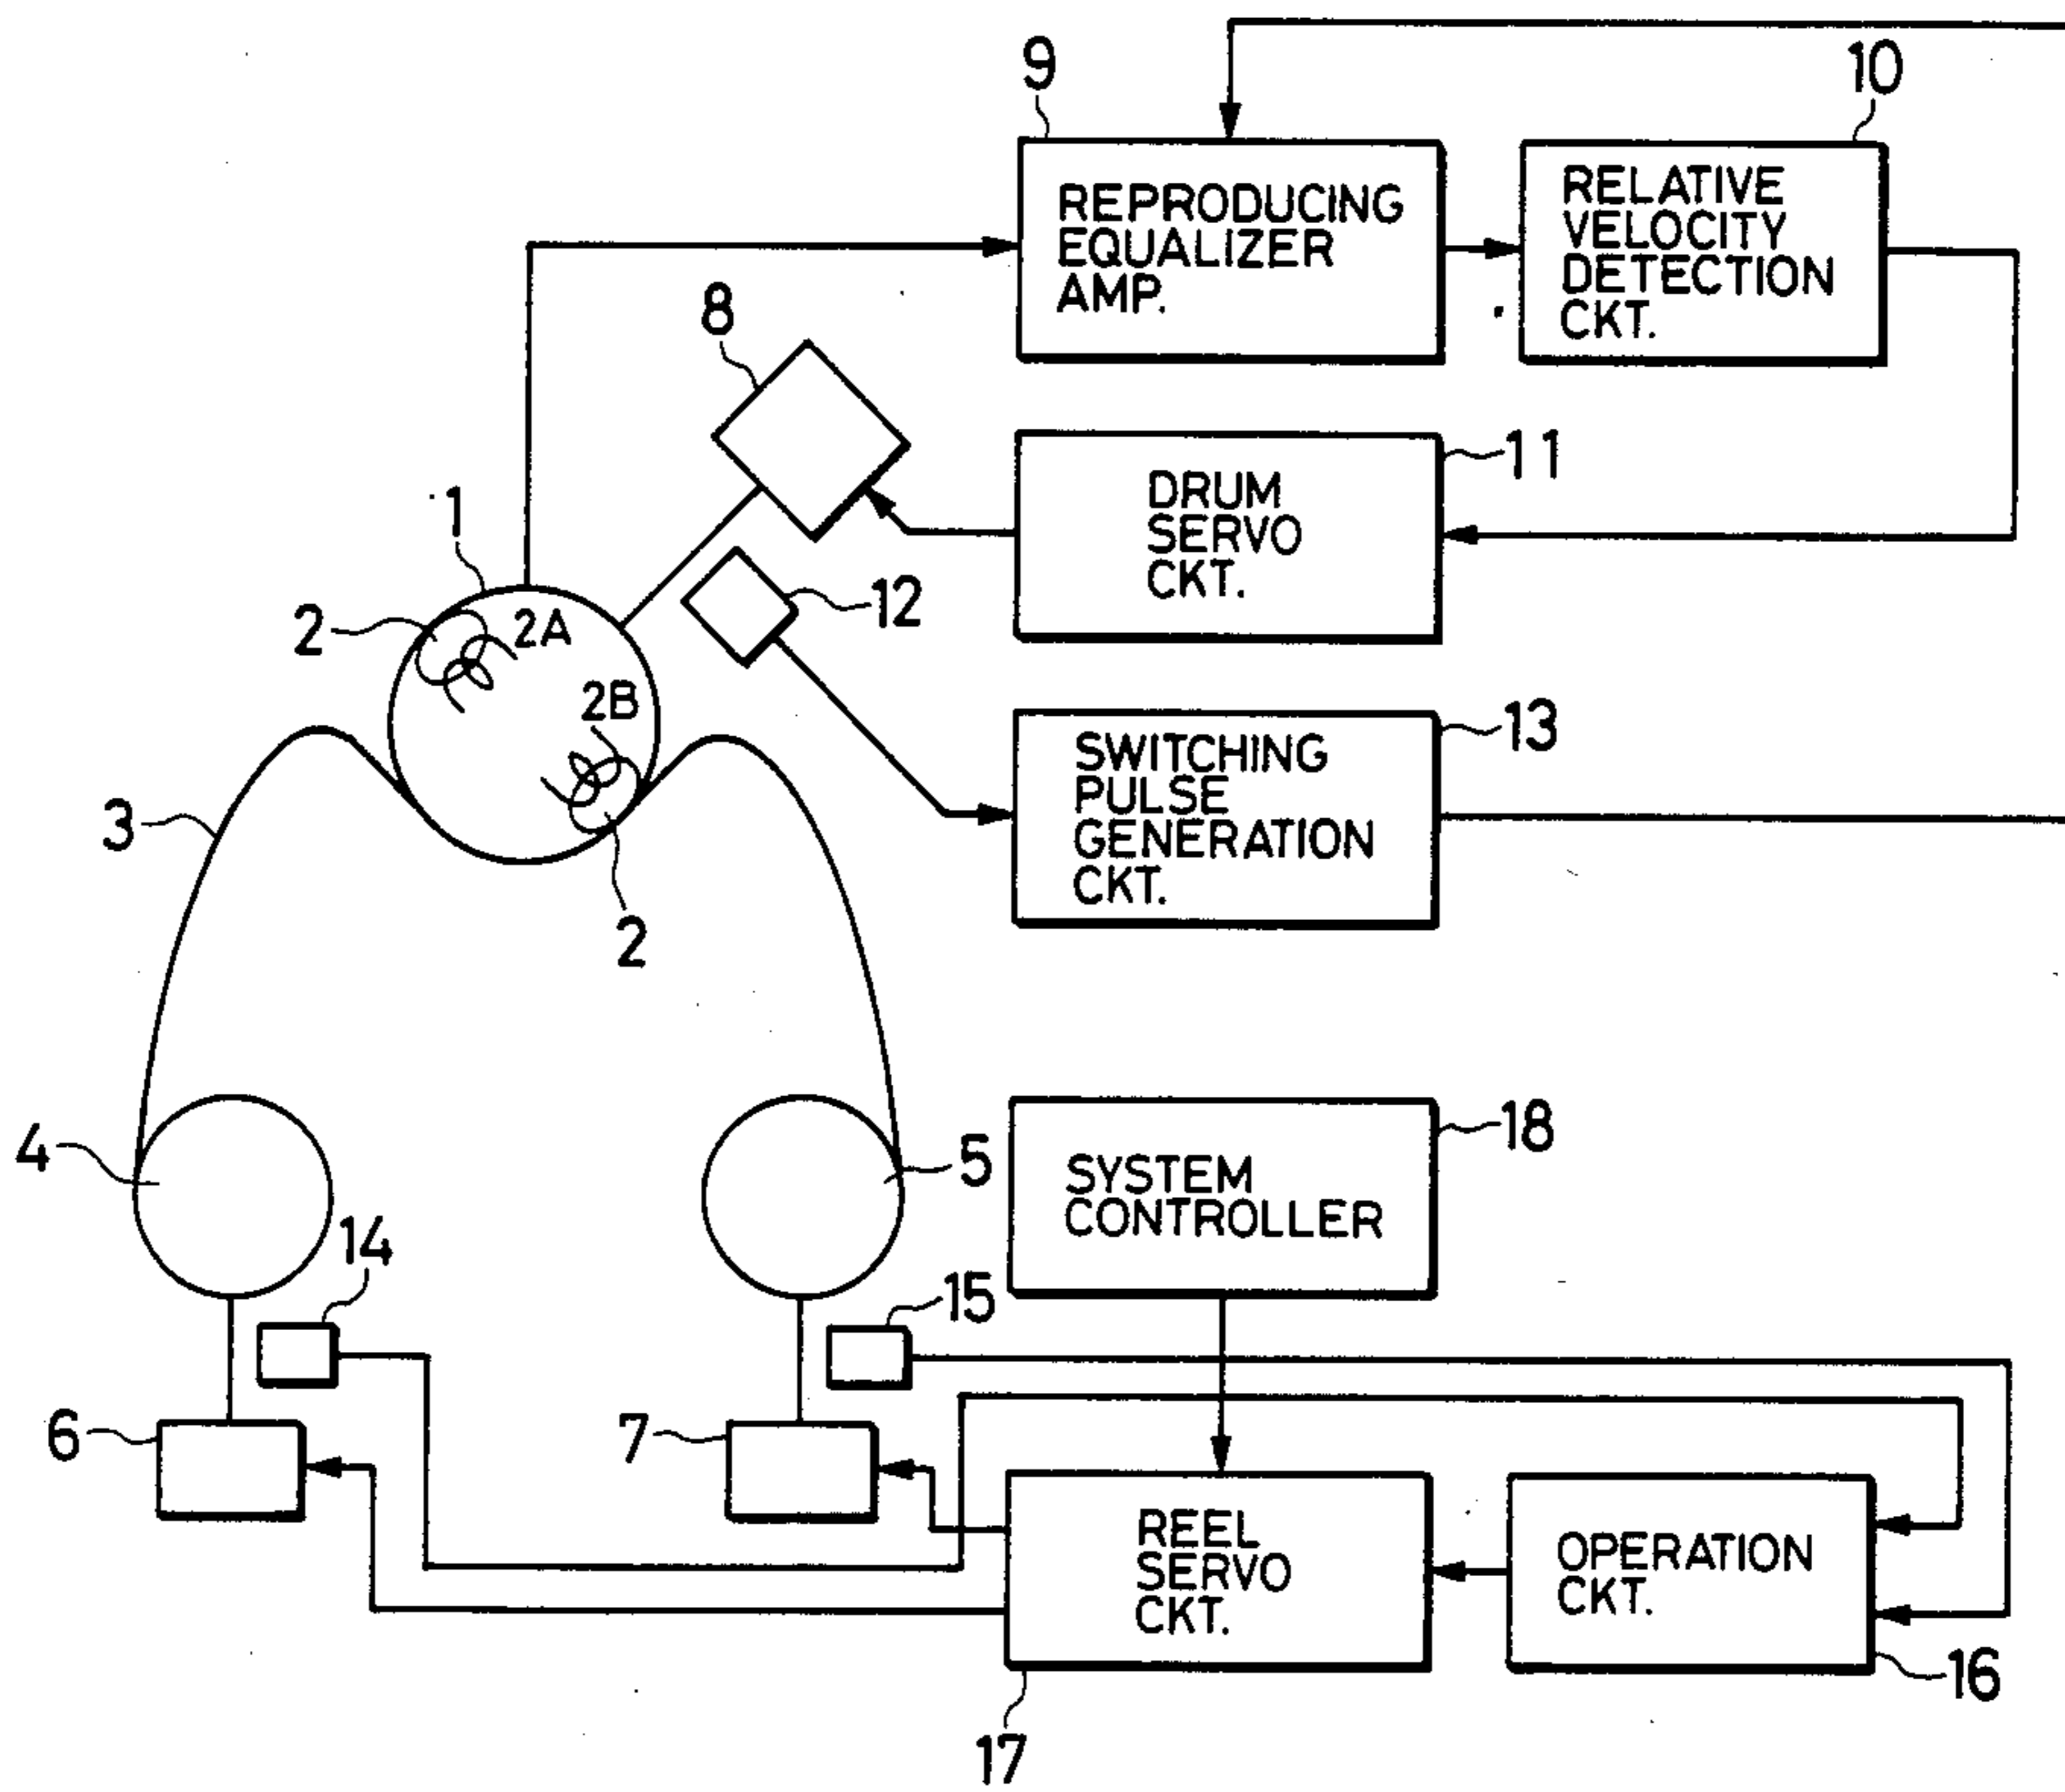 9
10
REPRODUCING
EQUALIZER
AMP.
RELATIVE
VELOCITY
DETECTION
CKT.
8
11
DRUM
SERVO
CKT.
1
2
2A
12
2B
13
SWITCHING
PULSE
GENERATION
CKT.
3
2
18
4
5
SYSTEM
CONTROLLER
14
15
6
7
REEL
SERVO
CKT.
OPERATION
CKT.
16
17